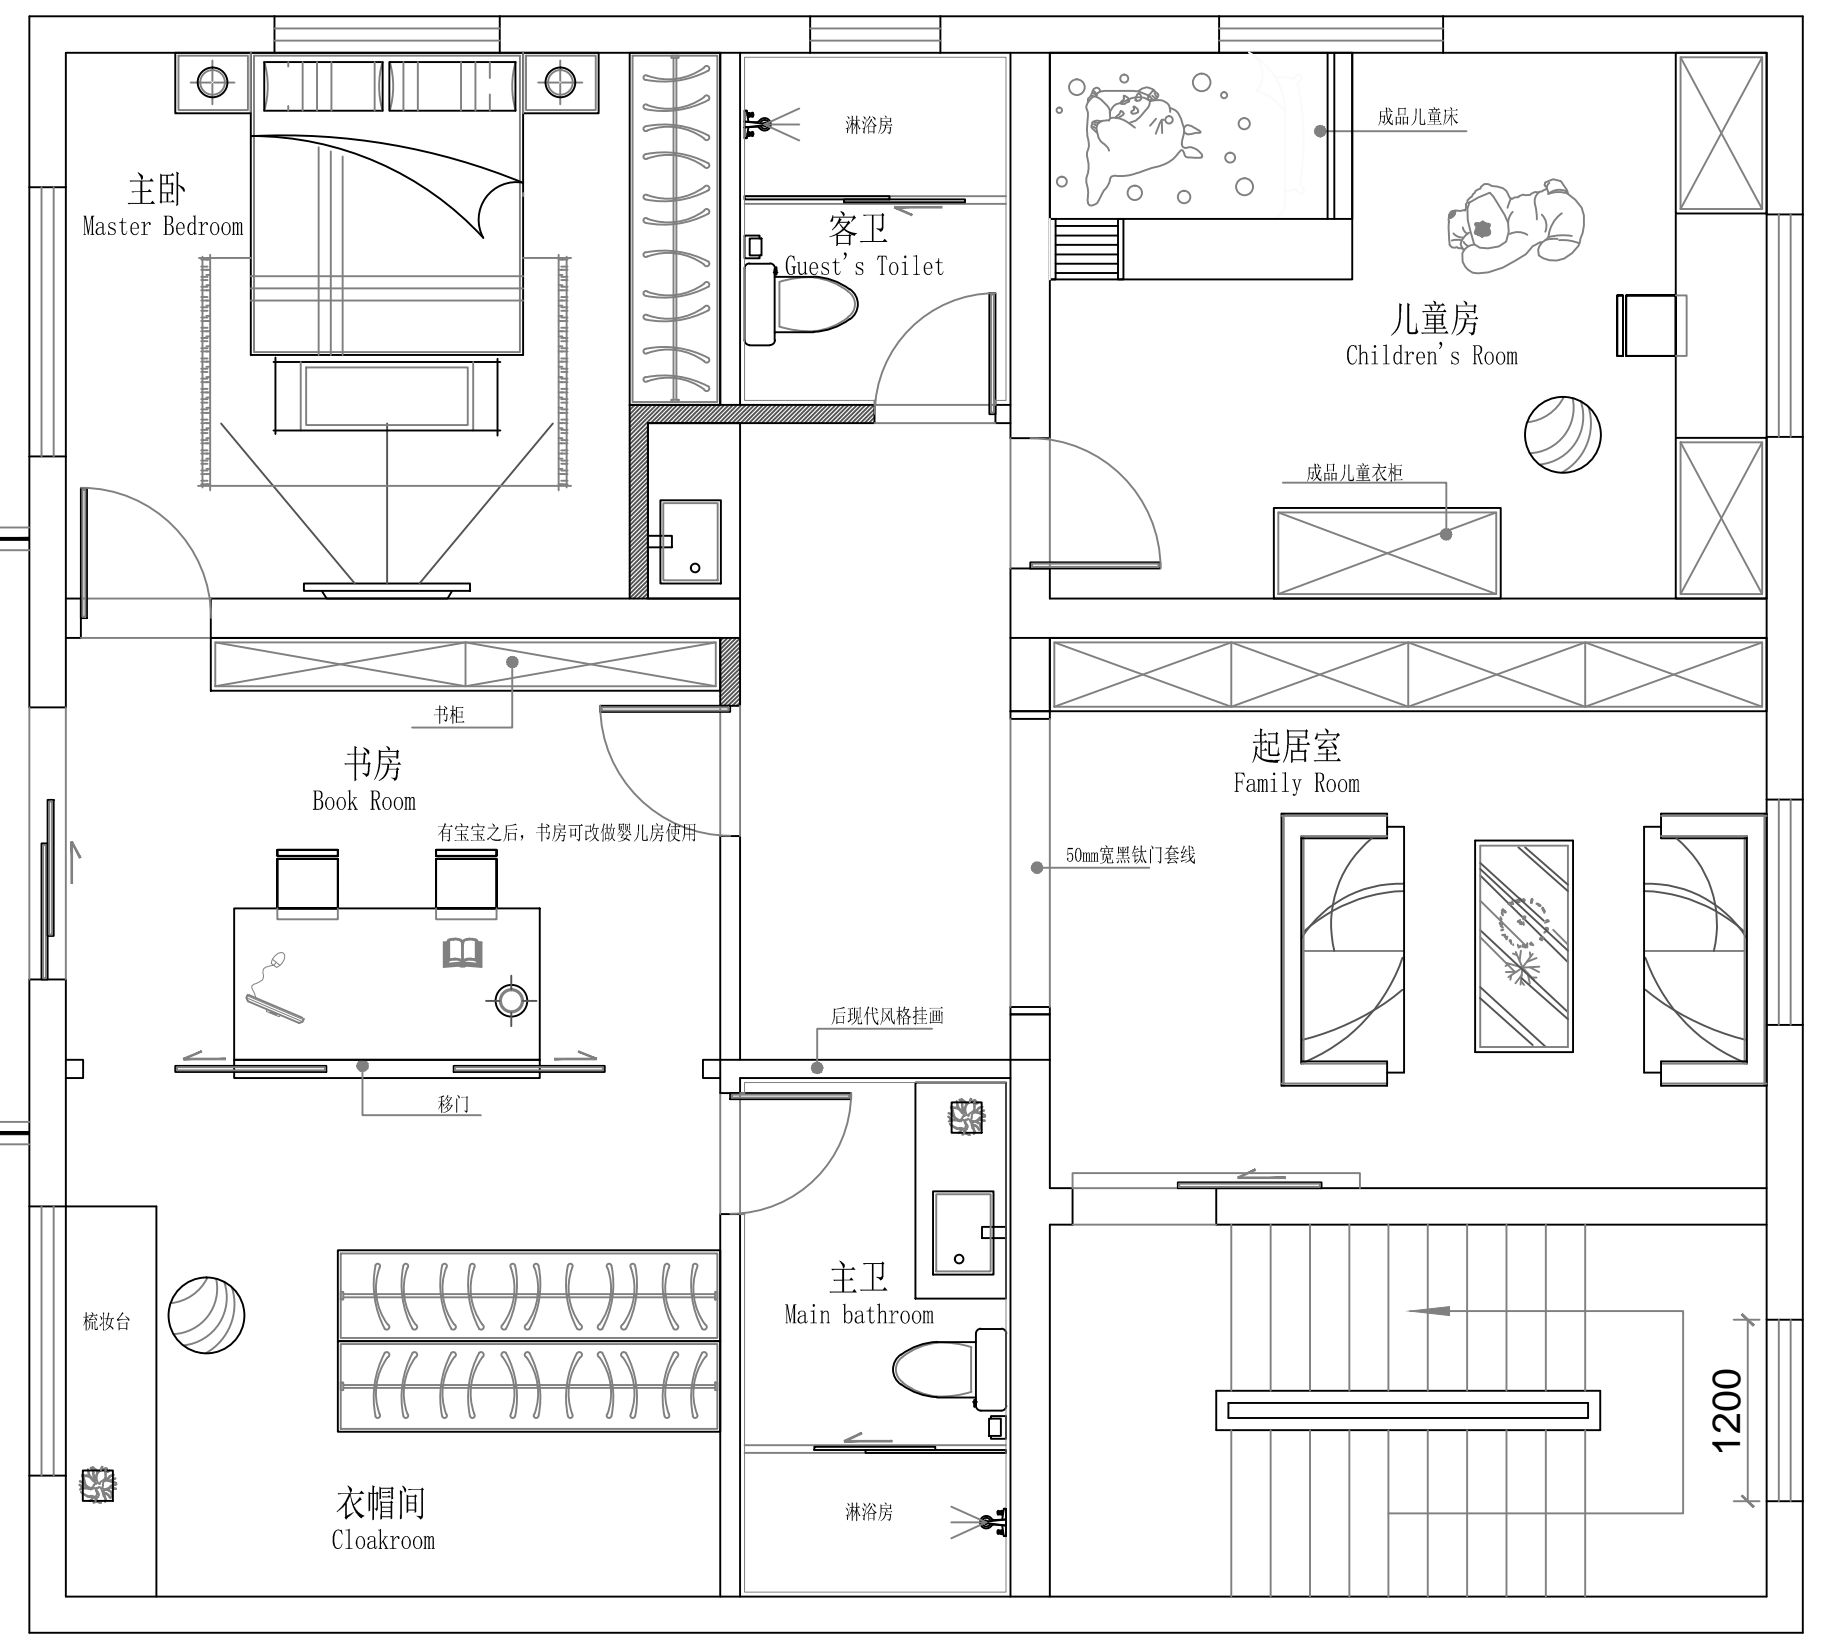 淋浴房
成品儿童床
主卧
Master Bedroom
客卫
Guest's Toilet
儿童房
Children's Room
成品儿童衣柜
书柜
书房
Book Room
有宝宝之后，书房可改做婴儿房使用
起居室
Family Room
50mm宽黑钛门套线
后现代风格挂画
移门
主卫
Main bathroom
梳妆台
1200
衣帽间
Cloakroom
淋浴房